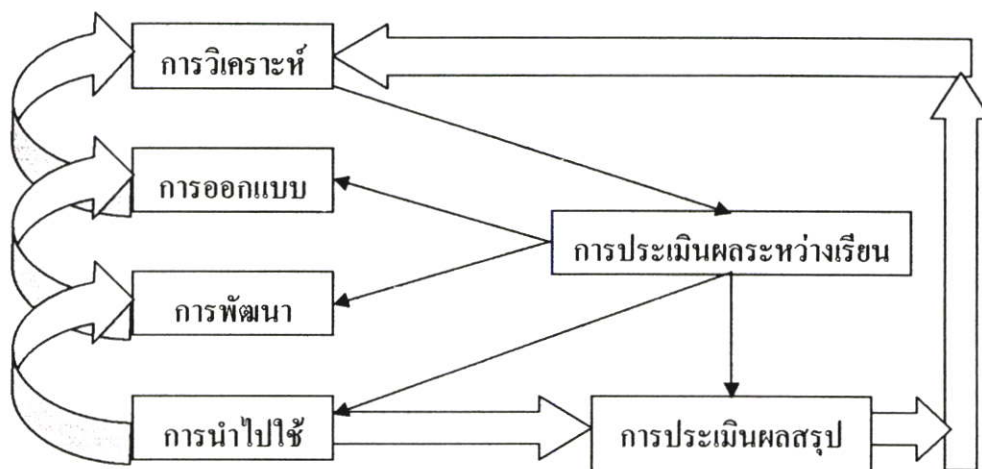 การวิเคราะห์
การออกแบบ
การประเมินผลระหว่างเรียน
การพัฒนา
การนำไปใช้
การประเมินผลสรุป